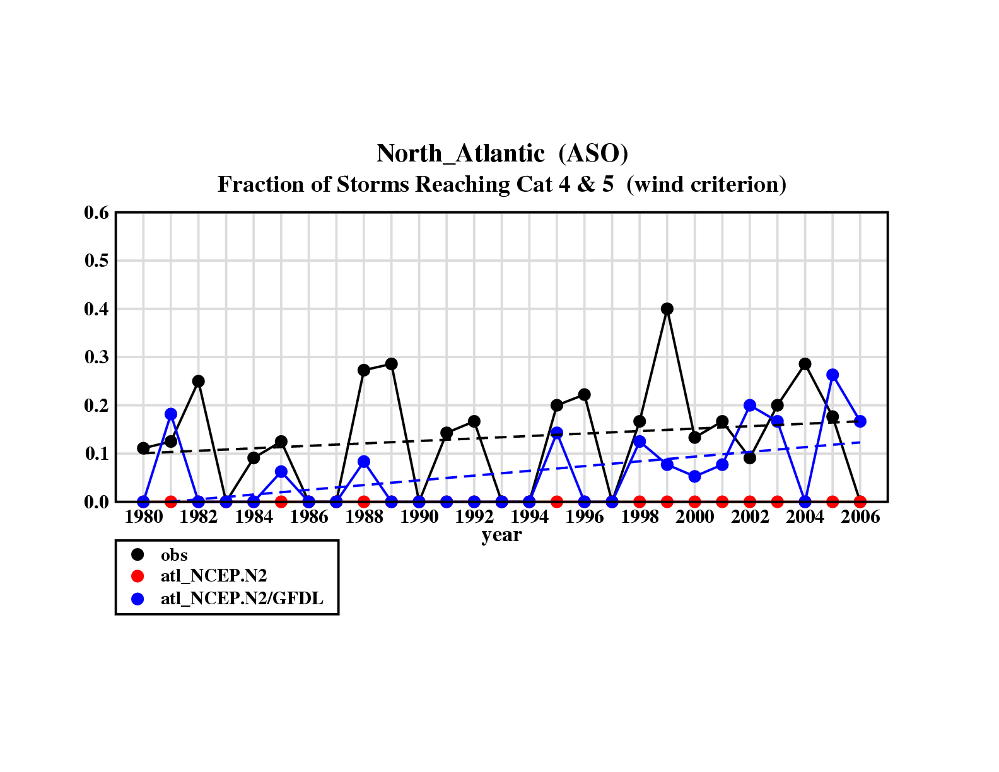 North_Atlantic (ASO)
Fraction of Storms Reaching Cat 4 & 5 (wind criterion)
0.6
0.5
0.4
0.3
0.2
0.1
0.0
1980 1982 1984 1986 1988 1990 1992 1994 1996 1998 2000 2002 2004 2006
year
obs
atl_NCEP.N2
atl_NCEP.N2/GFDL